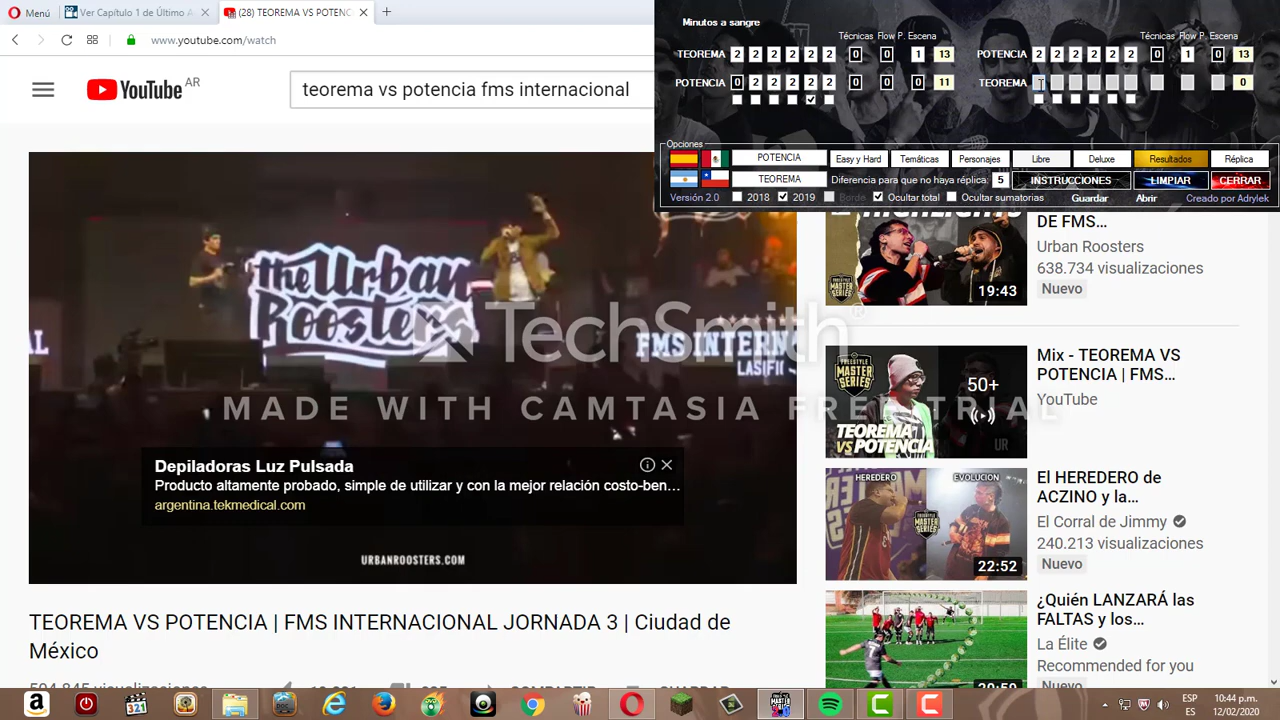 Menú
Ver Capítulo 1 de Último A
(28) TEOREMA VS POTENC
www.youtube.com/watch
YouTube AR
teorema vs potencia fms internacional
Minutos a sangre
Técnicas Flow P. Escena
TEOREMA 2 2 2 2 2 2 0 0 1 13
POTENCIA 0 2 2 2 2 2 0 0 0 11
Técnicas Flow P. Escena
POTENCIA 2 2 2 2 2 2 0 1 0 13
TEOREMA 0
Opciones
POTENCIA Easy y Hard Temáticas Personajes Libre Deluxe Resultados Réplica
TEOREMA Diferencia para que no haya réplica: 5 INSTRUCCIONES LIMPIAR CERRAR
Versión 2.0 2018 2019 Borde Ocultar total Ocultar sumatorias Guardar Abrir Creado por Adrylek
the Urban
Roosters
FMS INTERN
TechSmith
MADE WITH CAMTASIA FREE TRIAL
Depiladoras Luz Pulsada
Producto altamente probado, simple de utilizar y con la mejor relación costo-ben...
argentina.tekmedical.com
URBANROOSTERS.COM
TEOREMA VS POTENCIA | FMS INTERNACIONAL JORNADA 3 | Ciudad de
México
DE FMS...
Urban Roosters
638.734 visualizaciones
Nuevo
19:43
Mix - TEOREMA VS
POTENCIA | FMS...
YouTube
FREESTYLE
MASTER
SERIES
50+
TEOREMA
VS POTENCIA
UR
El HEREDERO de
ACZINO y la...
El Corral de Jimmy
240.213 visualizaciones
Nuevo
HEREDERO
EVOLUCION
22:52
¿Quién LANZARÁ las
FALTAS y los...
La Élite
Recommended for you
Nuevo
ESP
ES
10:44 p.m.
12/02/2020